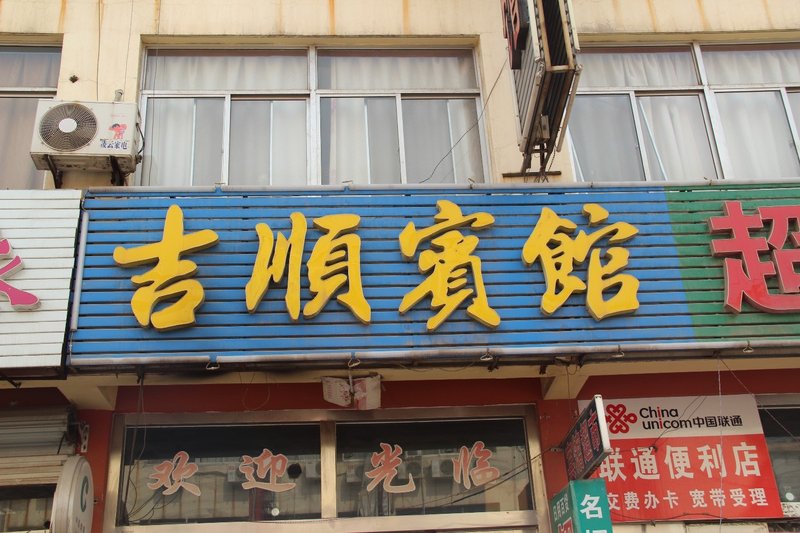 吉順賓館
超
欢迎光临
China
unicom中国联通
联通便利店
交费办卡 宽带受理
名